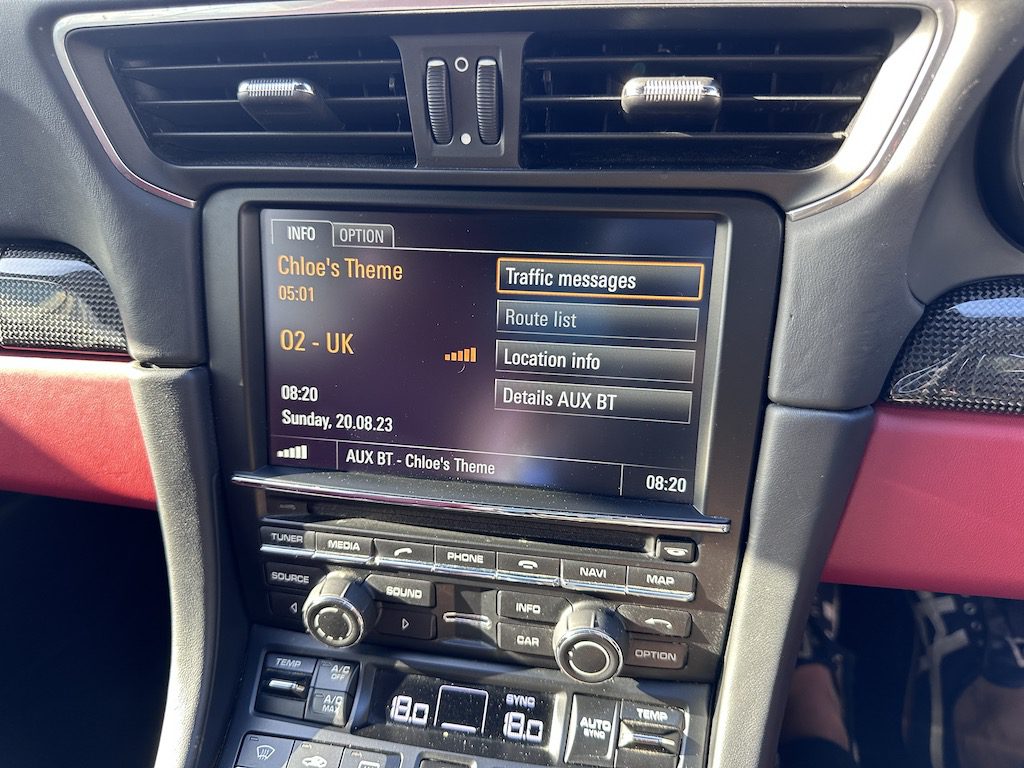 INFO OPTION
Chloe's Theme
05:01
Traffic messages
Route list
O2 - UK
Location info
Details AUX BT
08:20
Sunday, 20.08.23
AUX BT - Chloe's Theme
08:20
TUNER MEDIA PHONE NAVI MAP
SOURCE SOUND INFO
CAR OPTION
TEMP A/C OFF
A/C MAX
18.0 SYNC 18.0
AUTO SYNC TEMP